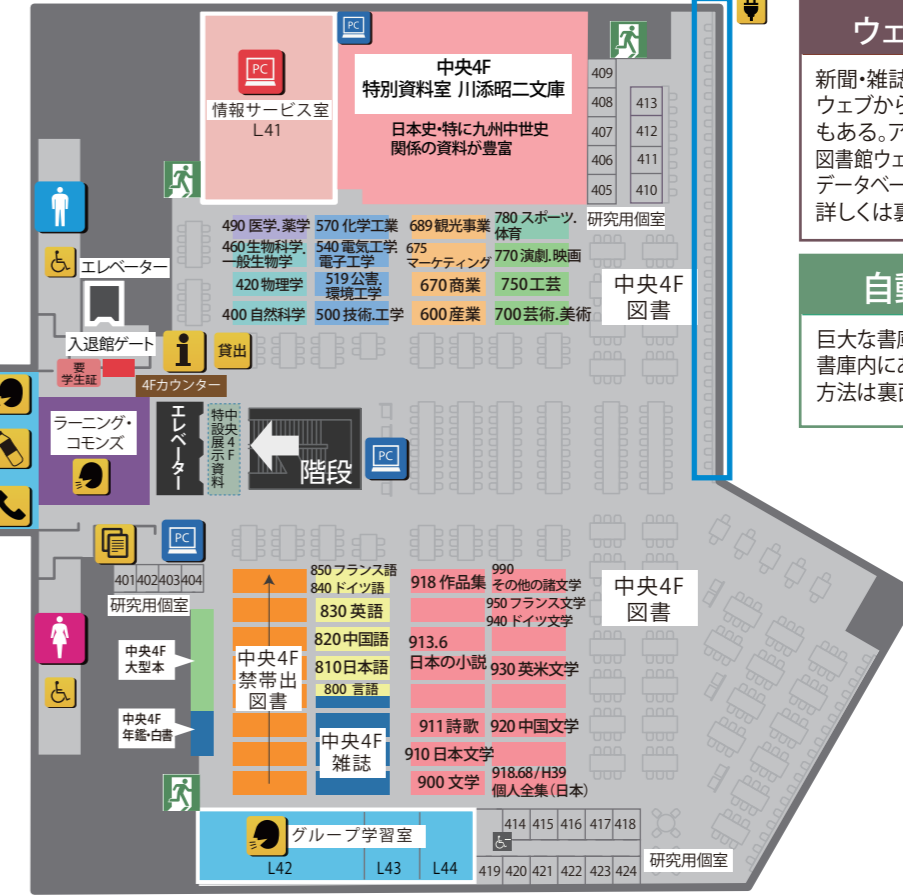 PC
PC
情報サービス室
L41
中央4F
特別資料室 川添昭二文庫
日本史・特に九州中世史
関係の資料が豊富
409
408
407
406
405
413
412
411
410
研究用個室
ウェ
新聞・雑誌
ウェブから
もある。ア
図書館ウェ
データベー
詳しくは裏
自動
巨大な書庫
書庫内にあ
方法は裏面
490 医学.薬学
460 生物科学.
一般生物学
420 物理学
400 自然科学
570 化学工業
540 電気工学.
電子工学
519 公害.
環境工学
500 技術.工学
689 観光事業
675
マーケティング
670 商業
600 産業
780 スポーツ.
体育
770 演劇.映画
750 工芸
700 芸術.美術
中央4F
図書
エレベーター
入退館ゲート
要
学生証
i
貸出
4Fカウンター
ラーニング・
コモンズ
エレベーター
中央4F
特設展示資料
階段
PC
PC
401 402 403 404
研究用個室
中央4F
大型本
中央4F
年鑑・白書
中央4F
禁帯出
図書
850 フランス語
840 ドイツ語
830 英語
820 中国語
810 日本語
800 言語
中央4F
雑誌
918 作品集
913.6
日本の小説
911 詩歌
910 日本文学
900 文学
990
その他の諸文学
950 フランス文学
940 ドイツ文学
930 英米文学
920 中国文学
918.68/H39
個人全集(日本)
中央4F
図書
グループ学習室
L42
L43
L44
414 415 416 417 418
419 420 421 422 423 424
研究用個室